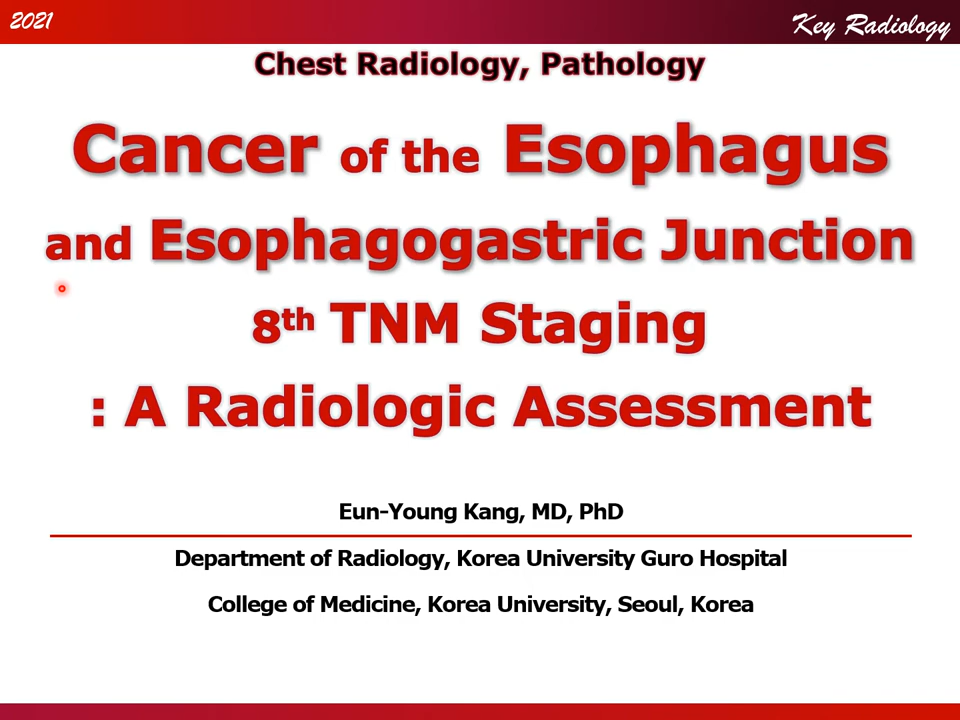 2021
Key Radiology
Chest Radiology, Pathology
Cancer of the Esophagus
and Esophagogastric Junction
8th TNM Staging
: A Radiologic Assessment
Eun-Young Kang, MD, PhD
Department of Radiology, Korea University Guro Hospital
College of Medicine, Korea University, Seoul, Korea